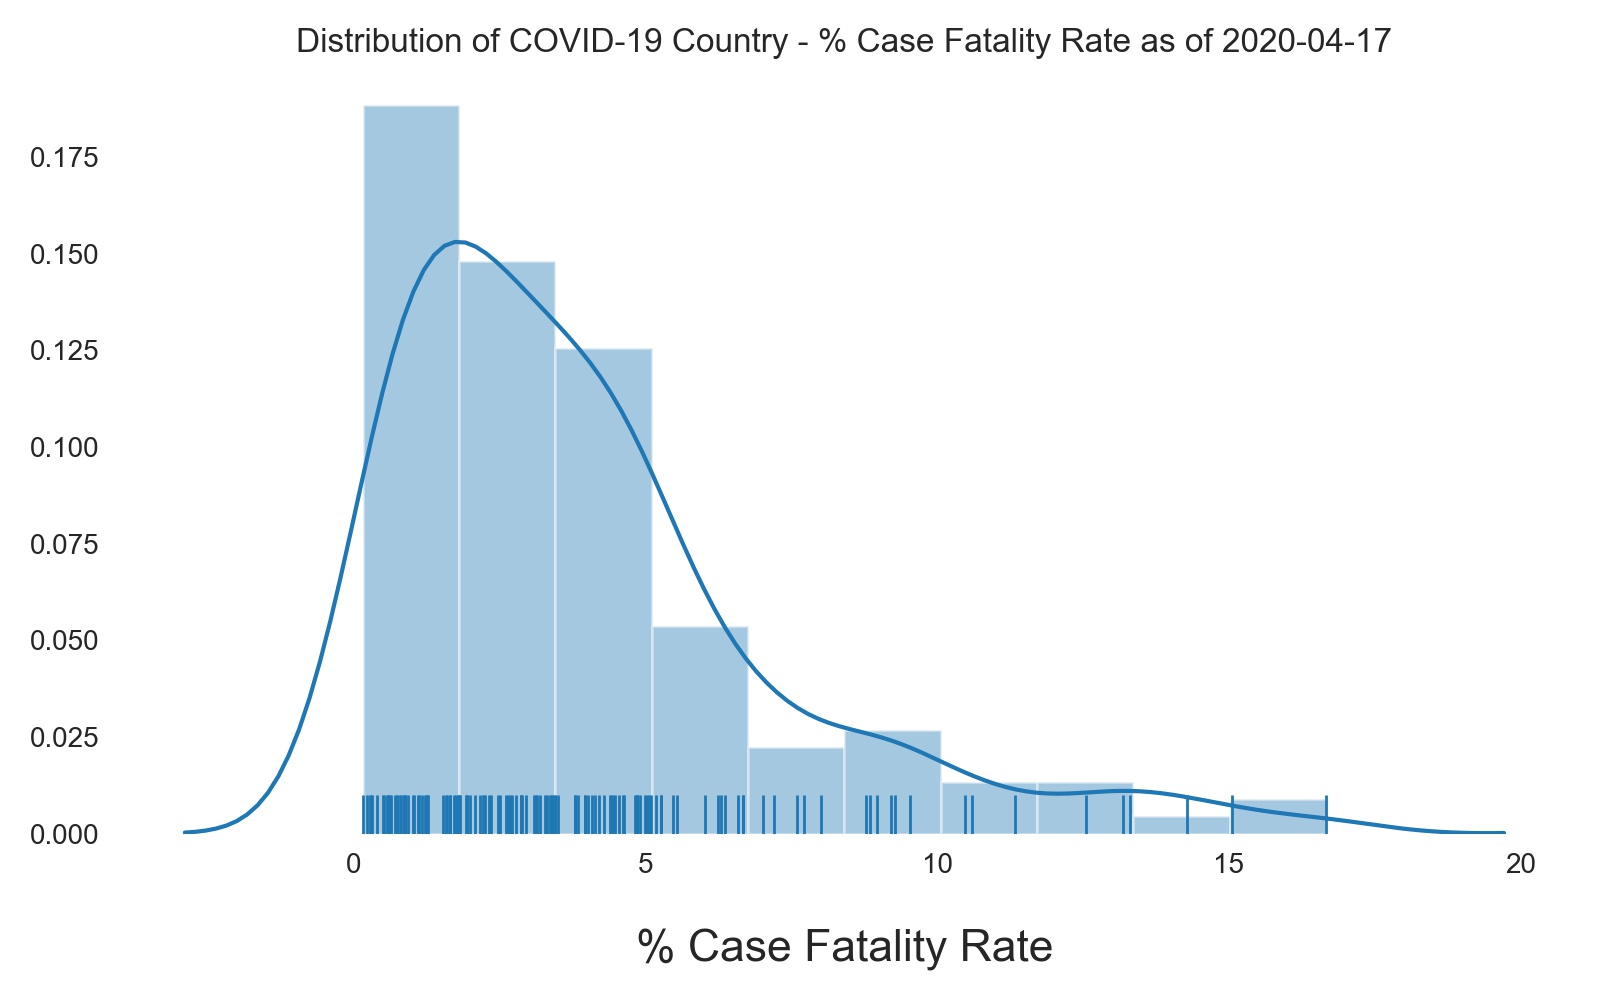 Distribution of COVID-19 Country - % Case Fatality Rate as of 2020-04-17
0.175
0.150
0.125
0.100
0.075
0.050
0.025
0.000
0 5 10 15 20
% Case Fatality Rate